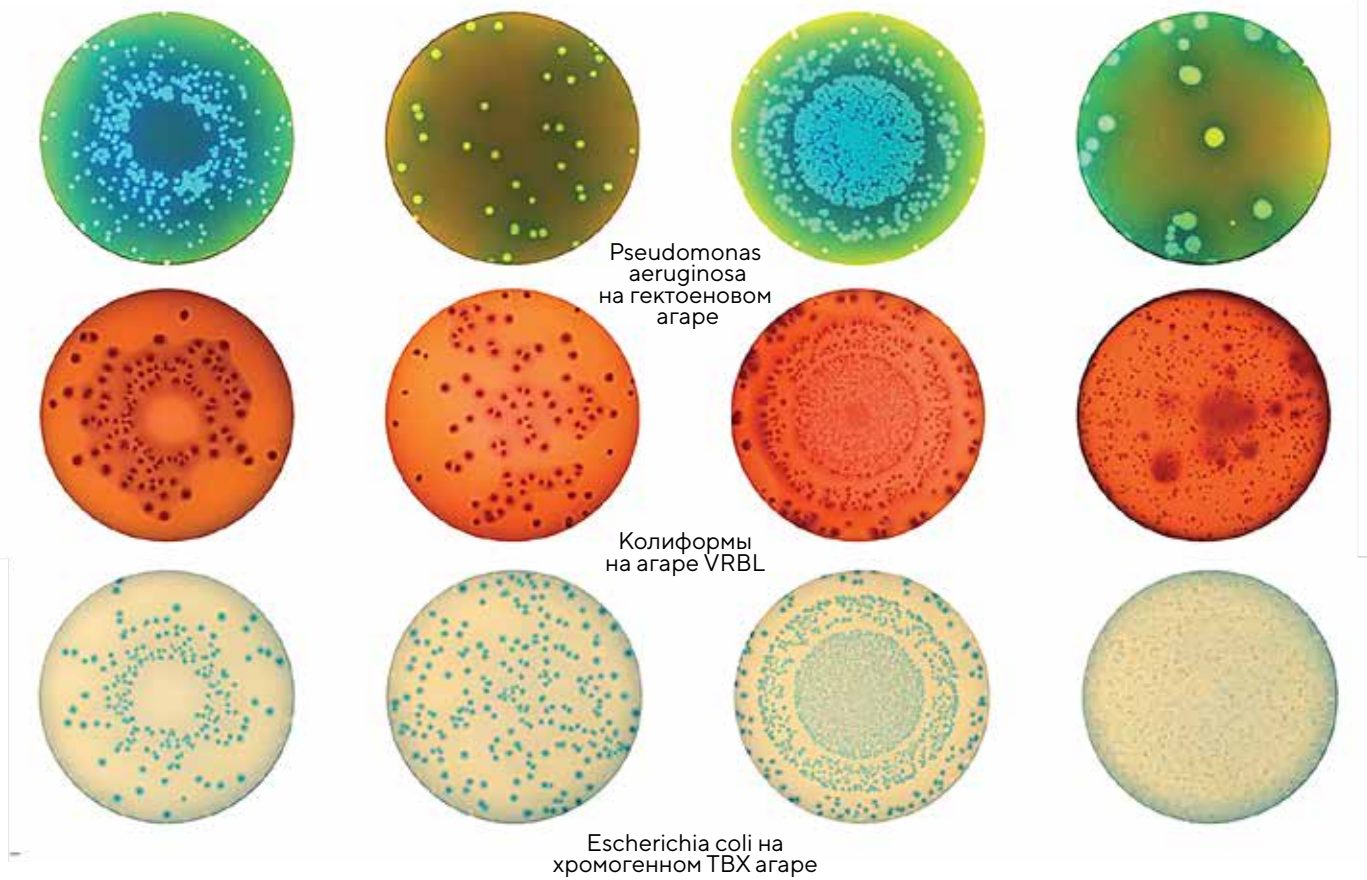 Pseudomonas
aeruginosa
на гектоеновом
агаре
Колиформы
на агаре VRBL
Escherichia coli на
хромогенном TBX агаре